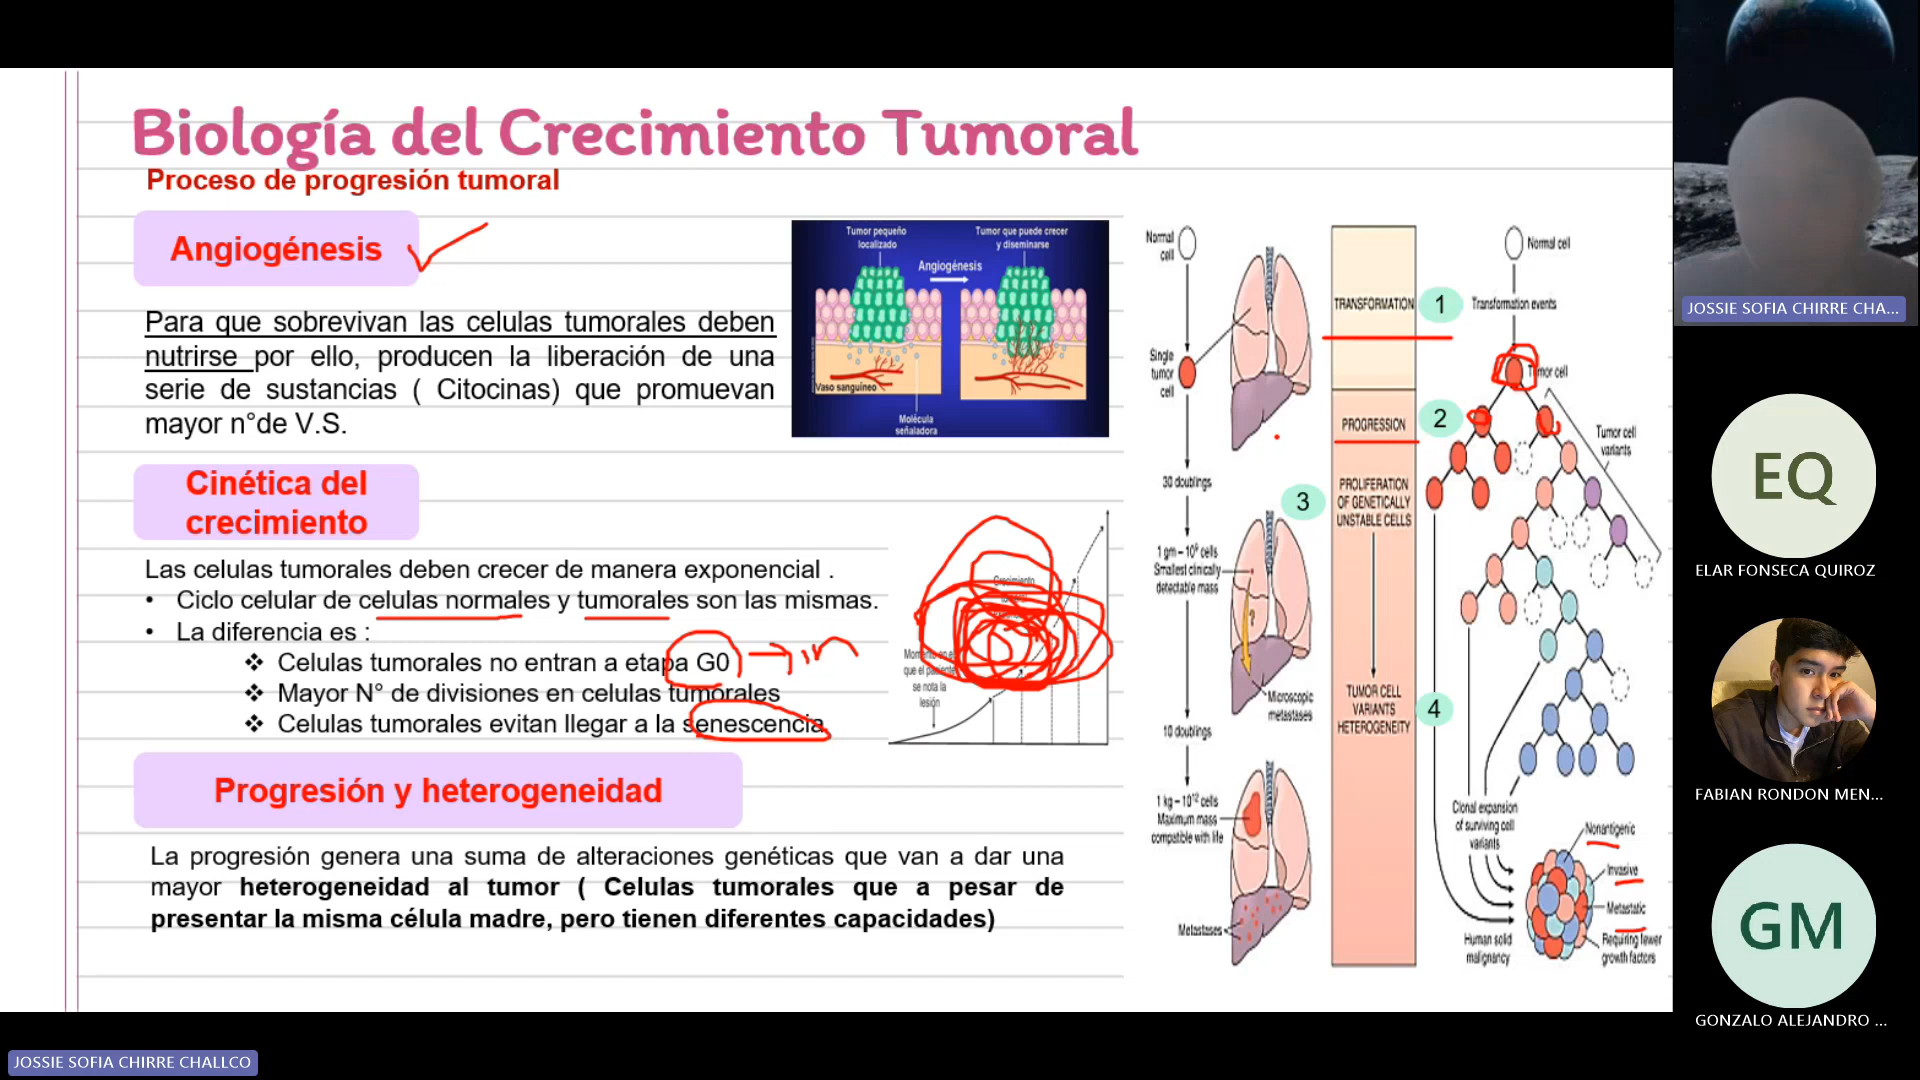 Biología del Crecimiento Tumoral
Proceso de progresión tumoral
Angiogénesis
Para que sobrevivan las celulas tumorales deben
nutrirse por ello, producen la liberación de una
serie de sustancias ( Citocinas) que promuevan
mayor n°de V.S.
Tumor pequeño
localizado
Angiogénesis
Tumor que puede crecer
y diseminarse
Vaso sanguíneo
Molécula
señaladora
Cinética del
crecimiento
Las celulas tumorales deben crecer de manera exponencial .
• Ciclo celular de celulas normales y tumorales son las mismas.
• La diferencia es :
❖ Celulas tumorales no entran a etapa G0
❖ Mayor N° de divisiones en celulas tumorales
❖ Celulas tumorales evitan llegar a la senescencia
Crecimiento
que el paciente
se nota la
lesión
Progresión y heterogeneidad
La progresión genera una suma de alteraciones genéticas que van a dar una
mayor heterogeneidad al tumor ( Celulas tumorales que a pesar de
presentar la misma célula madre, pero tienen diferentes capacidades)
Normal
cell
Single
tumor
cell
30 doublings
1 gm – 10⁹ cells
Smallest clinically
detectable mass
?
Microscopic
metastases
10 doublings
1 kg – 10¹² cells
Maximum mass
compatible with life
Metastases
TRANSFORMATION
1
PROGRESSION
2
3
PROLIFERATION
OF GENETICALLY
UNSTABLE CELLS
TUMOR CELL
VARIANTS
HETEROGENEITY
4
Normal cell
Transformation events
Tumor cell
Tumor cell
variants
Clonal expansion
of surviving cell
variants
Nonantigenic
Invasive
Metastatic
Requiring fewer
growth factors
Human solid
malignancy
JOSSIE SOFIA CHIRRE CHA...
EQ
ELAR FONSECA QUIROZ
FABIAN RONDON MEN...
GM
GONZALO ALEJANDRO ...
JOSSIE SOFIA CHIRRE CHALLCO